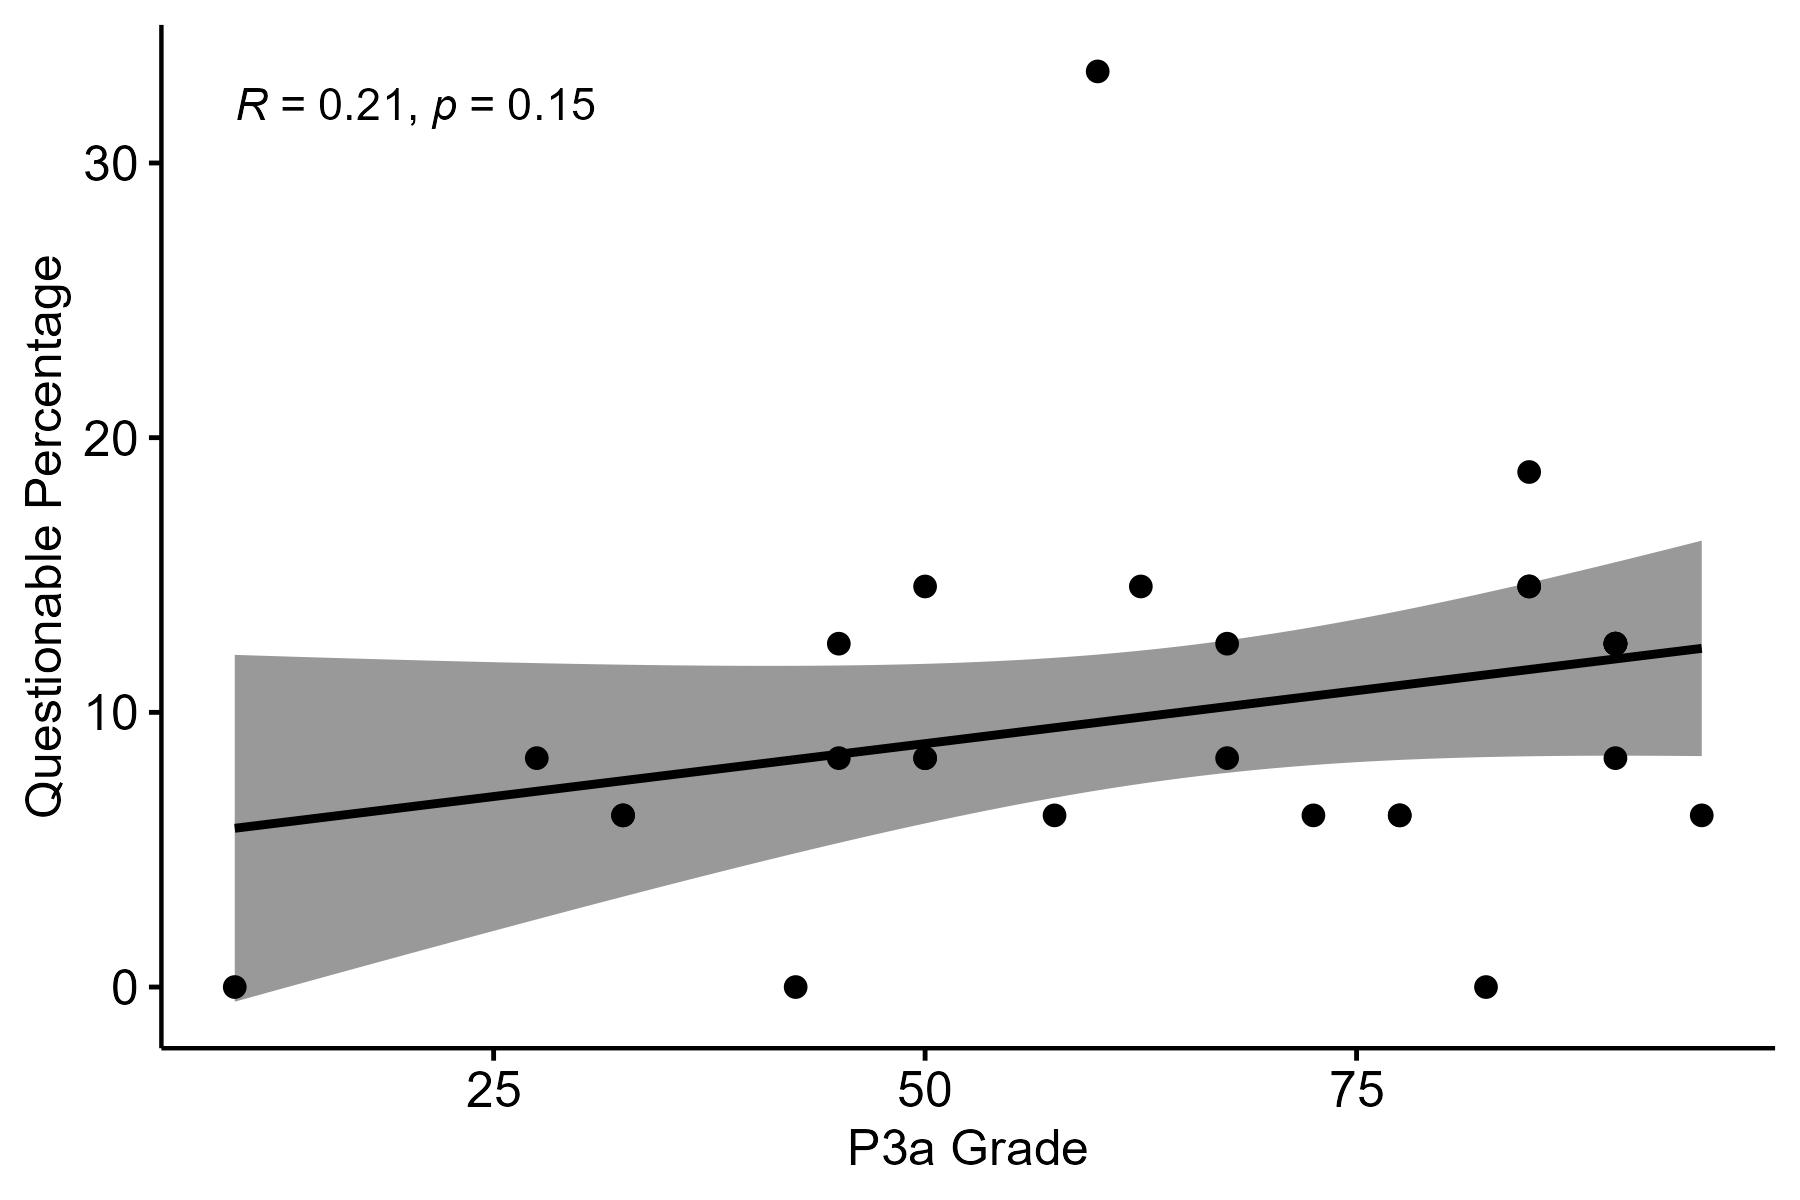 R = 0.21, p = 0.15
30
20
10
0
Questionable Percentage
25 50 75
P3a Grade